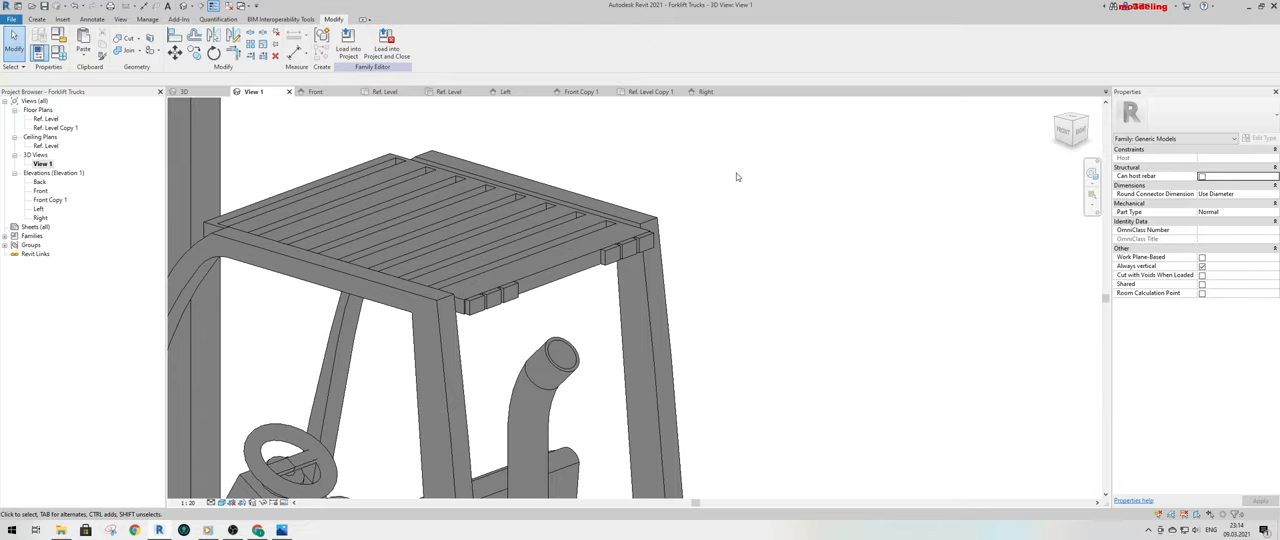 Autodesk Revit 2021 - Forklift Trucks - 3D View: View 1
mo3deling
File Create Insert Annotate View Manage Add-Ins Quantification BIM Interoperability Tools Modify
Modify Paste Cut Join Load into Project Load into Project and Close
Select Properties Clipboard Geometry Modify Measure Create Family Editor
Project Browser - Forklift Trucks
3D View 1 Front Ref. Level Ref. Level Left Front Copy 1 Ref. Level Copy 1 Right
Views (all)
Floor Plans
Ref. Level
Ref. Level Copy 1
Ceiling Plans
Ref. Level
3D Views
View 1
Elevations (Elevation 1)
Back
Front
Front Copy 1
Left
Right
Sheets (all)
Families
Groups
Revit Links
FRONT RIGHT
Properties
R
Family: Generic Models Edit Type
Constraints
Host
Structural
Can host rebar
Dimensions
Round Connector Dimension Use Diameter
Mechanical
Part Type Normal
Identity Data
OmniClass Number
OmniClass Title
Other
Work Plane-Based
Always vertical
Cut with Voids When Loaded
Shared
Room Calculation Point
Properties help Apply
1 : 20
Click to select, TAB for alternates, CTRL adds, SHIFT unselects.
:0
ENG
23.14
09.03.2021